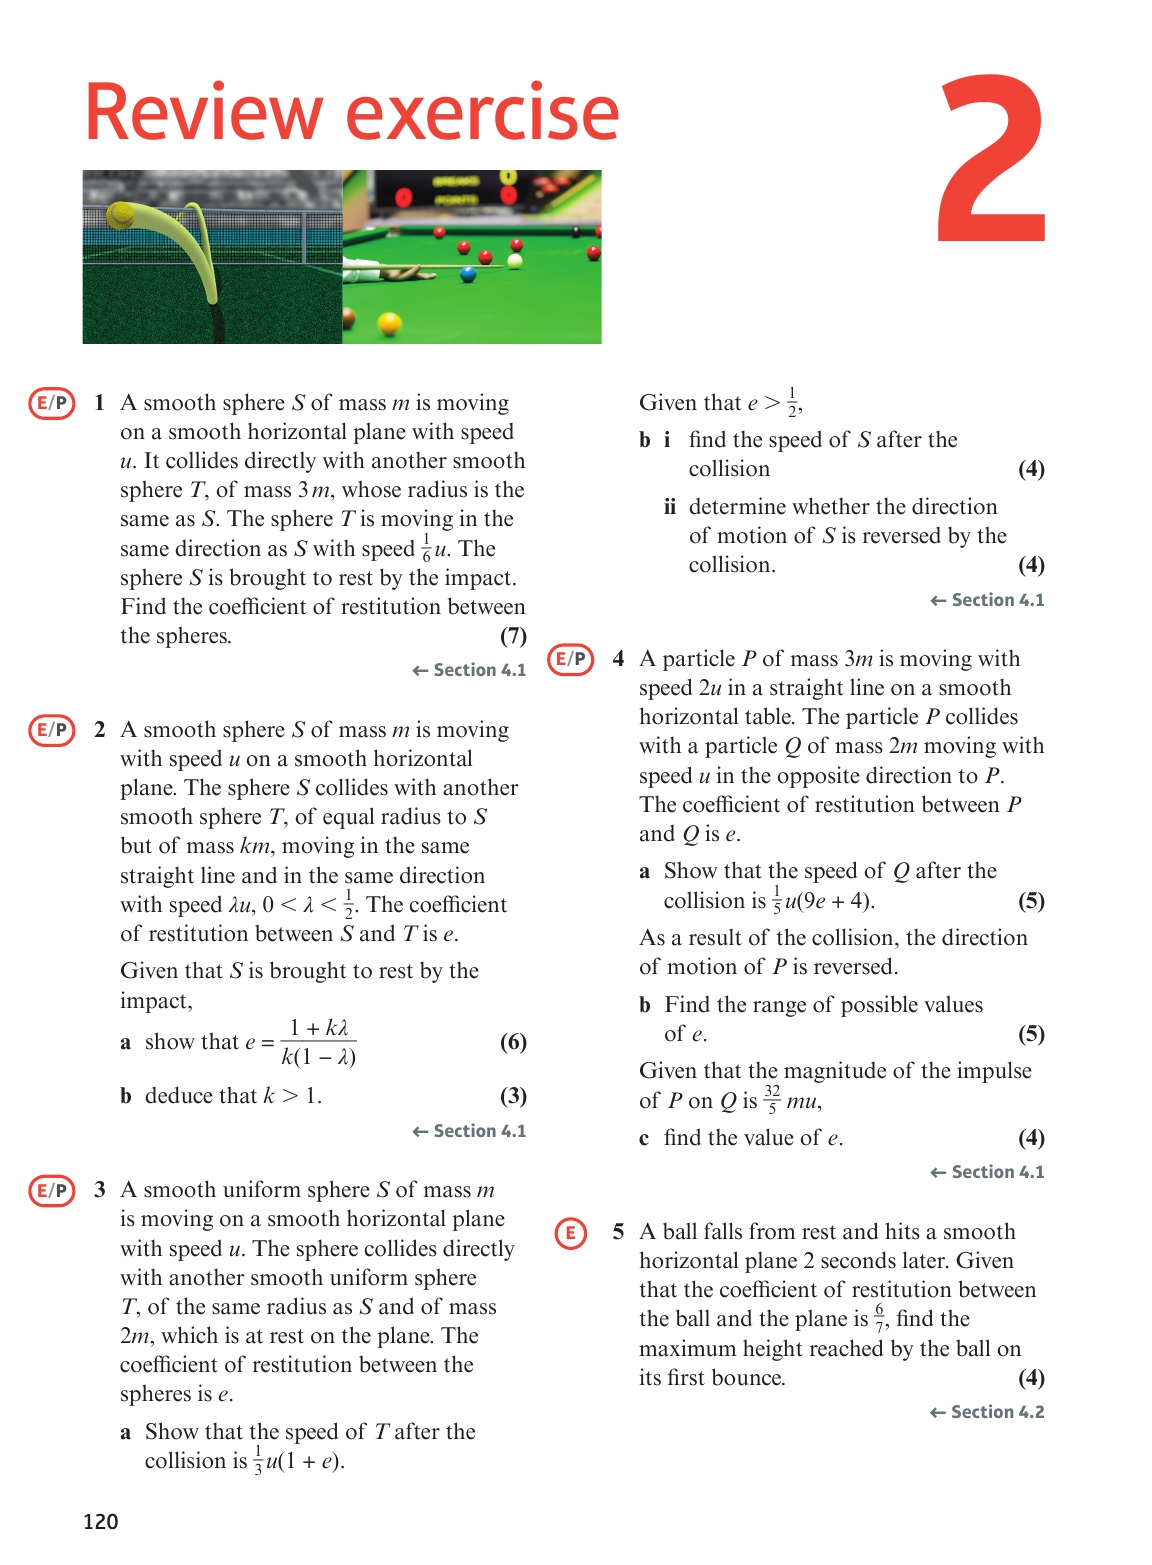 Review exercise
2
BREAKS
POINTS
0
0
0
E/P 1 A smooth sphere S of mass m is moving
on a smooth horizontal plane with speed
u. It collides directly with another smooth
sphere T, of mass 3m, whose radius is the
same as S. The sphere T is moving in the
same direction as S with speed 1/6 u. The
sphere S is brought to rest by the impact.
Find the coefficient of restitution between
the spheres. (7)
← Section 4.1
E/P 2 A smooth sphere S of mass m is moving
with speed u on a smooth horizontal
plane. The sphere S collides with another
smooth sphere T, of equal radius to S
but of mass km, moving in the same
straight line and in the same direction
with speed λu, 0 < λ < 1/2. The coefficient
of restitution between S and T is e.
Given that S is brought to rest by the
impact,
a show that e = (1 + kλ)/(k(1 − λ)) (6)
b deduce that k > 1. (3)
← Section 4.1
E/P 3 A smooth uniform sphere S of mass m
is moving on a smooth horizontal plane
with speed u. The sphere collides directly
with another smooth uniform sphere
T, of the same radius as S and of mass
2m, which is at rest on the plane. The
coefficient of restitution between the
spheres is e.
a Show that the speed of T after the
collision is 1/3 u(1 + e).
Given that e > 1/2,
b i find the speed of S after the
collision (4)
ii determine whether the direction
of motion of S is reversed by the
collision. (4)
← Section 4.1
E/P 4 A particle P of mass 3m is moving with
speed 2u in a straight line on a smooth
horizontal table. The particle P collides
with a particle Q of mass 2m moving with
speed u in the opposite direction to P.
The coefficient of restitution between P
and Q is e.
a Show that the speed of Q after the
collision is 1/5 u(9e + 4). (5)
As a result of the collision, the direction
of motion of P is reversed.
b Find the range of possible values
of e. (5)
Given that the magnitude of the impulse
of P on Q is 32/5 mu,
c find the value of e. (4)
← Section 4.1
E 5 A ball falls from rest and hits a smooth
horizontal plane 2 seconds later. Given
that the coefficient of restitution between
the ball and the plane is 6/7, find the
maximum height reached by the ball on
its first bounce. (4)
← Section 4.2
120